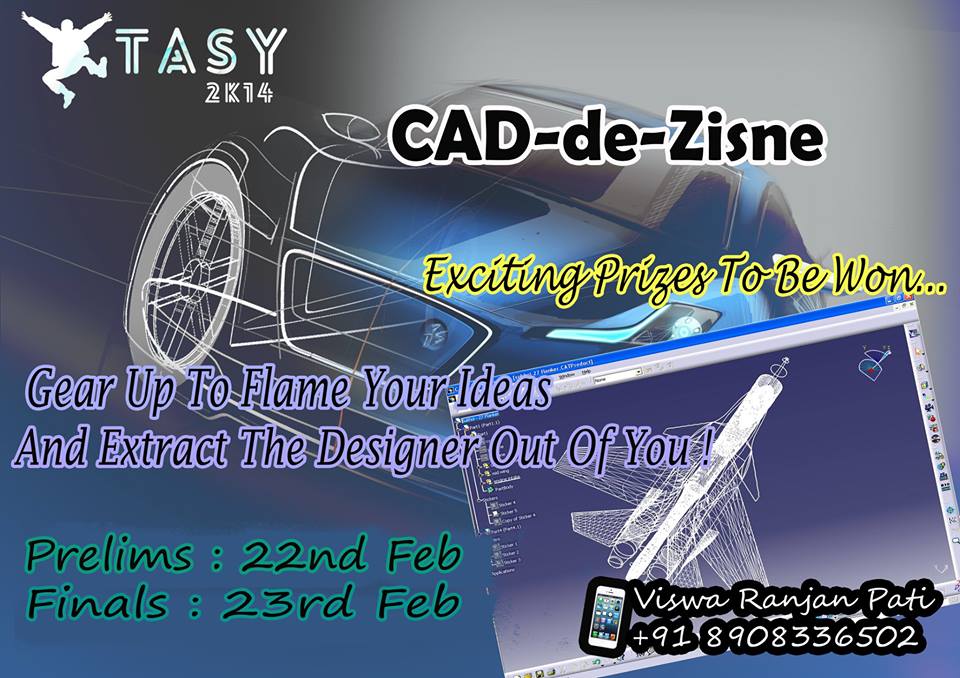 XTASY
2K14
CAD-de-Zisne
Exciting Prizes To Be Won...
Gear Up To Flame Your Ideas
And Extract The Designer Out Of You !
Prelims : 22nd Feb
Finals : 23rd Feb
Viswa Ranjan Pati
+91 8908336502